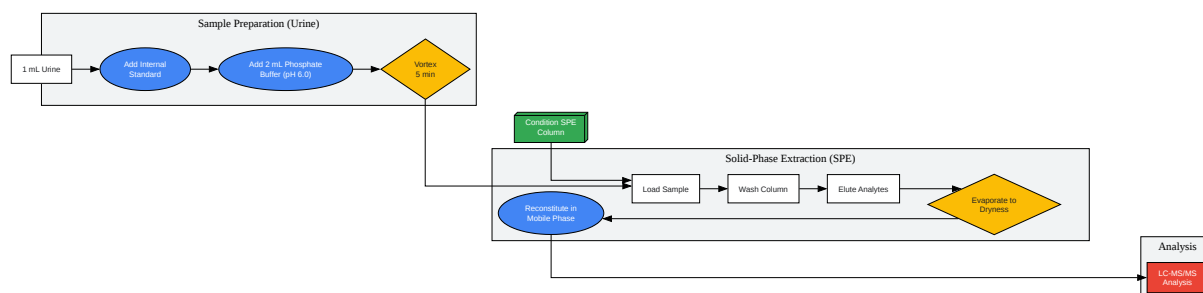 Sample Preparation (Urine)
1 mL Urine
Add Internal
Standard
Add 2 mL Phosphate
Buffer (pH 6.0)
Vortex
5 min
Condition SPE
Column
Solid-Phase Extraction (SPE)
Load Sample
Wash Column
Elute Analytes
Evaporate to
Dryness
Reconstitute in
Mobile Phase
Analysis
LC-MS/MS
Analysis